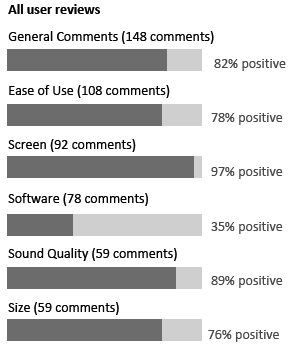 All user reviews
General Comments (148 comments)
82% positive
Ease of Use (108 comments)
78% positive
Screen (92 comments)
97% positive
Software (78 comments)
35% positive
Sound Quality (59 comments)
89% positive
Size (59 comments)
76% positive